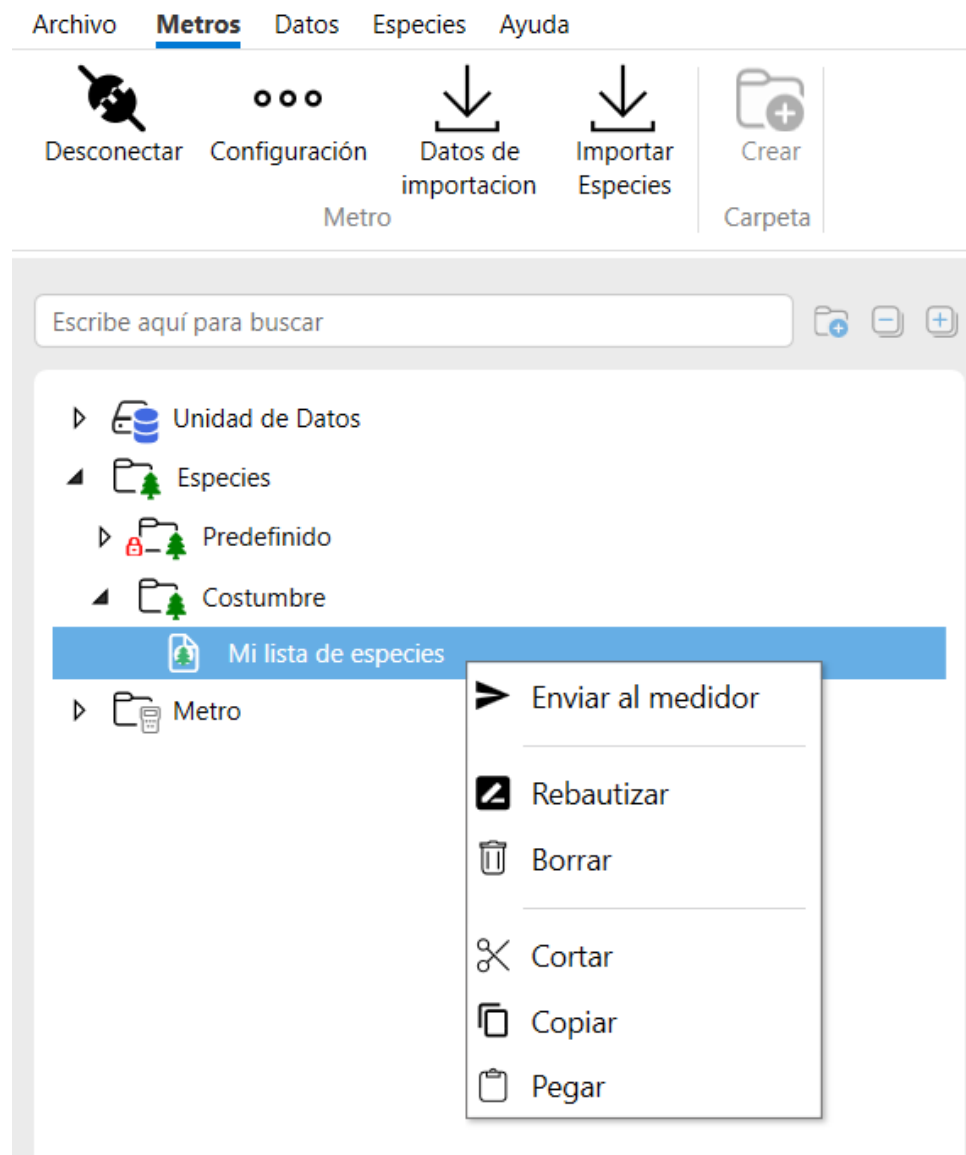 Archivo Metros Datos Especies Ayuda
Desconectar Configuración Datos de importacion Importar Especies Crear
Metro Carpeta
Escribe aquí para buscar
Unidad de Datos
Especies
Predefinido
Costumbre
Mi lista de especies
Metro
Enviar al medidor
Rebautizar
Borrar
Cortar
Copiar
Pegar